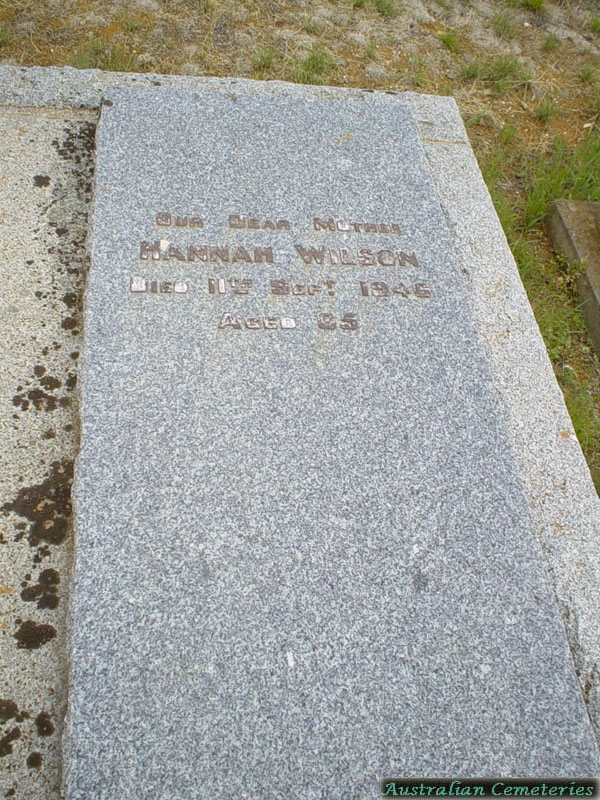 Our Dear Mother
Hannah Wilson
Died 11th Sept. 1946
Aged 85
Australian Cemeteries